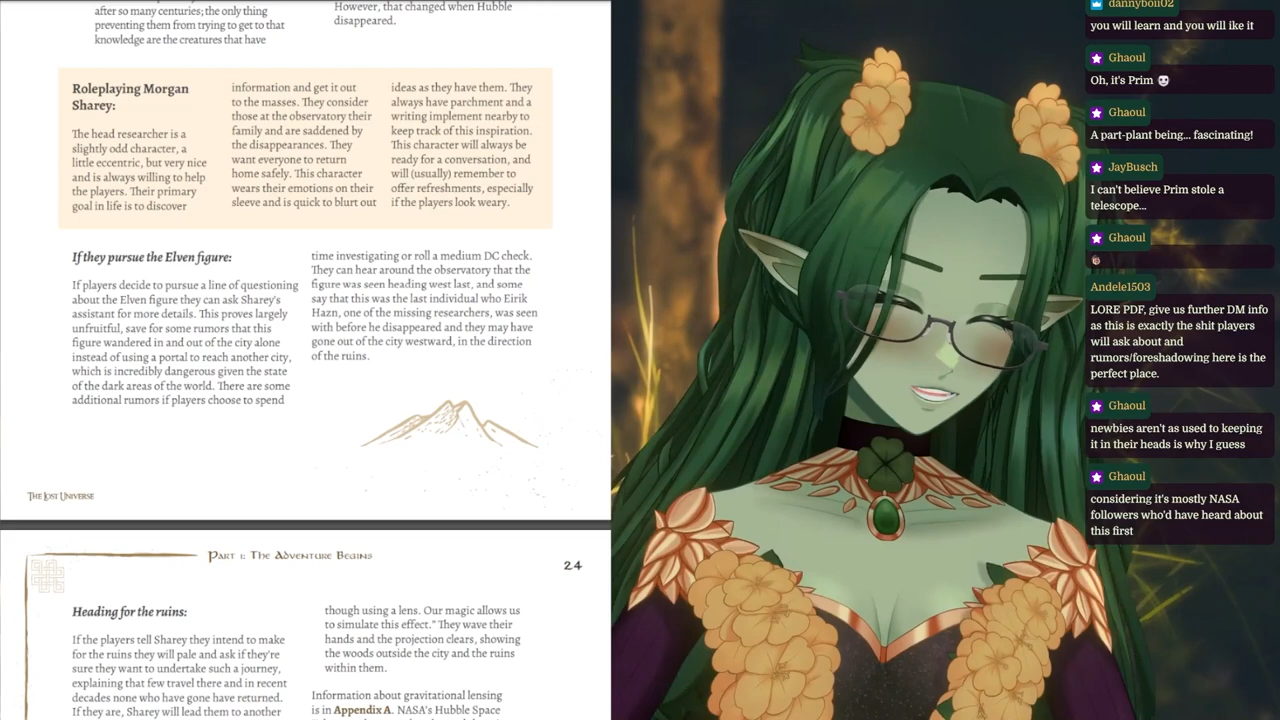 after so many centuries; the only thing
preventing them from trying to get to that
knowledge are the creatures that have
However, that changed when Hubble
disappeared.
Roleplaying Morgan
Sharey:
The head researcher is a
slightly odd character, a
little eccentric, but very nice
and is always willing to help
the players. Their primary
goal in life is to discover
information and get it out
to the masses. They consider
those at the observatory their
family and are saddened by
the disappearances. They
want everyone to return
home safely. This character
wears their emotions on their
sleeve and is quick to blurt out
ideas as they have them. They
always have parchment and a
writing implement nearby to
keep track of this inspiration.
This character will always be
ready for a conversation, and
will (usually) remember to
offer refreshments, especially
if the players look weary.
If they pursue the Elven figure:
If players decide to pursue a line of questioning
about the Elven figure they can ask Sharey's
assistant for more details. This proves largely
unfruitful, save for some rumors that this
figure wandered in and out of the city alone
instead of using a portal to reach another city,
which is incredibly dangerous given the state
of the dark areas of the world. There are some
additional rumors if players choose to spend
time investigating or roll a medium DC check.
They can hear around the observatory that the
figure was seen heading west last, and some
say that this was the last individual who Eirik
Hazn, one of the missing researchers, was seen
with before he disappeared and they may have
gone out of the city westward, in the direction
of the ruins.
The Lost Universe
Part 1: The Adventure Begins
24
Heading for the ruins:
If the players tell Sharey they intend to make
for the ruins they will pale and ask if they're
sure they want to undertake such a journey,
explaining that few travel there and in recent
decades none who have gone have returned.
If they are, Sharey will lead them to another
though using a lens. Our magic allows us
to simulate this effect." They wave their
hands and the projection clears, showing
the woods outside the city and the ruins
within them.
Information about gravitational lensing
is in Appendix A. NASA's Hubble Space
dannyboii02
you will learn and you will like it
Ghaoul
Oh, it's Prim
Ghaoul
A part-plant being... fascinating!
JayBusch
I can't believe Prim stole a
telescope...
Ghaoul
Andele1503
LORE PDF, give us further DM info
as this is exactly the shit players
will ask about and
rumors/foreshadowing here is the
perfect place.
Ghaoul
newbies aren't as used to keeping
it in their heads is why I guess
Ghaoul
considering it's mostly NASA
followers who'd have heard about
this first